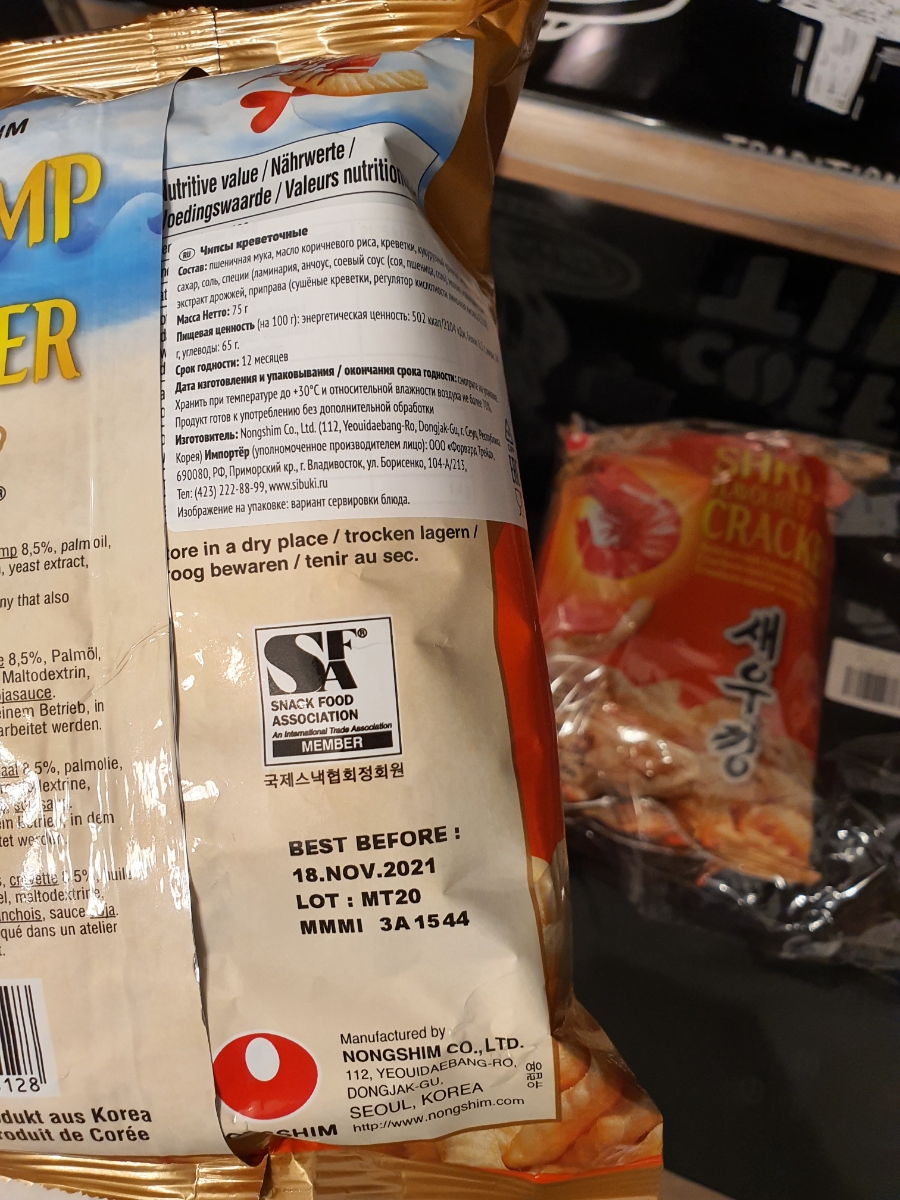 MP
ER
®
mp 8,5%, palm oil,
, yeast extract,
ny that also
e 8,5%, Palmöl,
Maltodextrin,
jasauce.
einem Betrieb, in
arbeitet werden.
aal 8,5%, palmolie,
in dem
crevette
el, maltodextrine,
nchois, sauce
qué dans un atelier
t.
128
dukt aus Korea
roduit de Corée
utritive value / Nährwerte /
oedingswaarde / Valeurs nutrition
RU Чипсы креветочные
Состав: пшеничная мука, масло коричневого риса, креветки,
сахар, соль, специи (ламинария, анчоус, соевый соус (соя, пшеница,
экстракт дрожжей, приправа (сушёные креветки, регулятор кислотности
Масса Нетто: 75 г
Пищевая ценность (на 100 г): энергетическая ценность: 502 ккал/2104 кДж,
г, углеводы: 65 г.
Срок годности: 12 месяцев
Дата изготовления и упаковывания / окончания срока годности: смотрите на
Хранить при температуре до +30°С и относительной влажности воздуха не более
Продукт готов к употреблению без дополнительной обработки
Изготовитель: Nongshim Co., Ltd. (112, Yeouidaebang-Ro, Dongjak-Gu, г. Сеул, Республика
Корея) Импортёр (уполномоченное производителем лицо): ООО «Форвард Трейд»,
690080, РФ, Приморский кр., г. Владивосток, ул. Борисенко, 104-А/213,
Тел: (423) 222-88-99, www.sibuki.ru
Изображение на упаковке: вариант сервировки блюда.
ore in a dry place / trocken lagern /
oog bewaren / tenir au sec.
SFA®
SNACK FOOD
ASSOCIATION
An International Trade Association
MEMBER
국제스낵협회정회원
BEST BEFORE :
18.NOV.2021
LOT : MT20
MMMI 3A1544
Manufactured by
NONGSHIM CO.,LTD.
112, YEOUIDAEBANG-RO,
DONGJAK-GU,
SEOUL, KOREA
http://www.nongshim.com
SHIM
TRADITION
SHRI
CRACK
새우깡